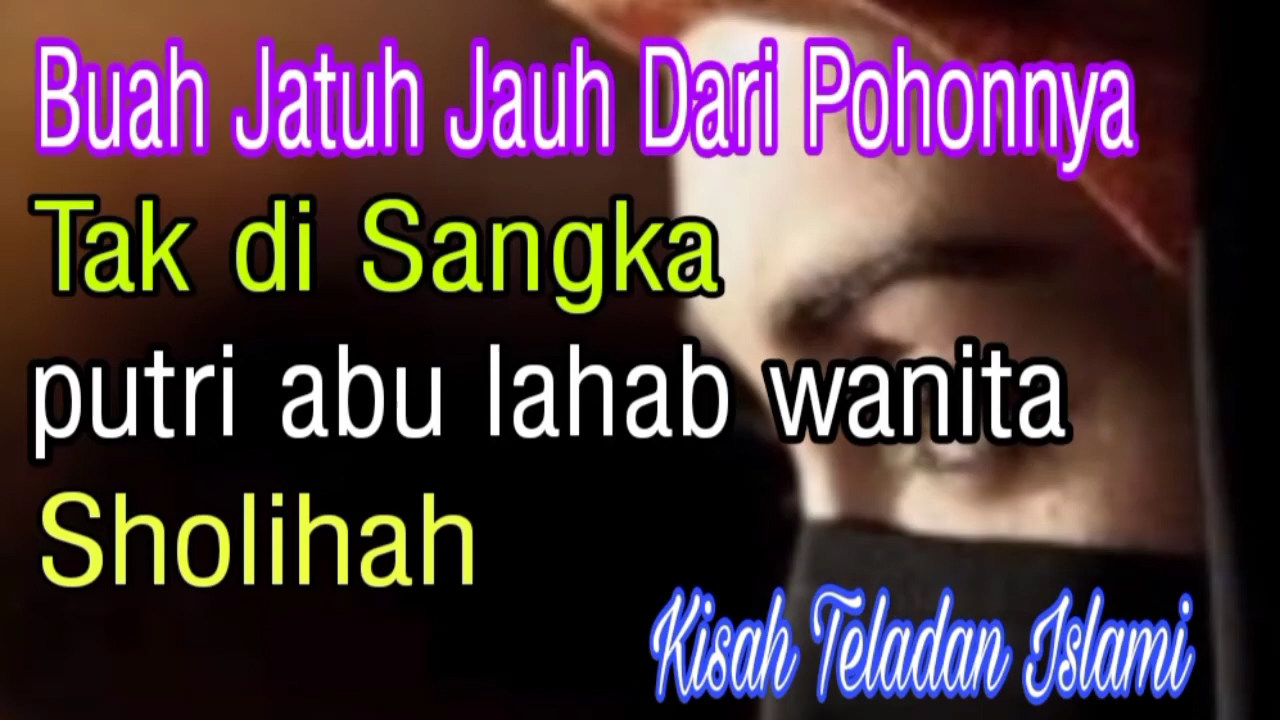 Buah Jatuh Jauh Dari Pohonnya
Tak di Sangka
putri abu lahab wanita
Sholihah
Kisah Teladan Islami